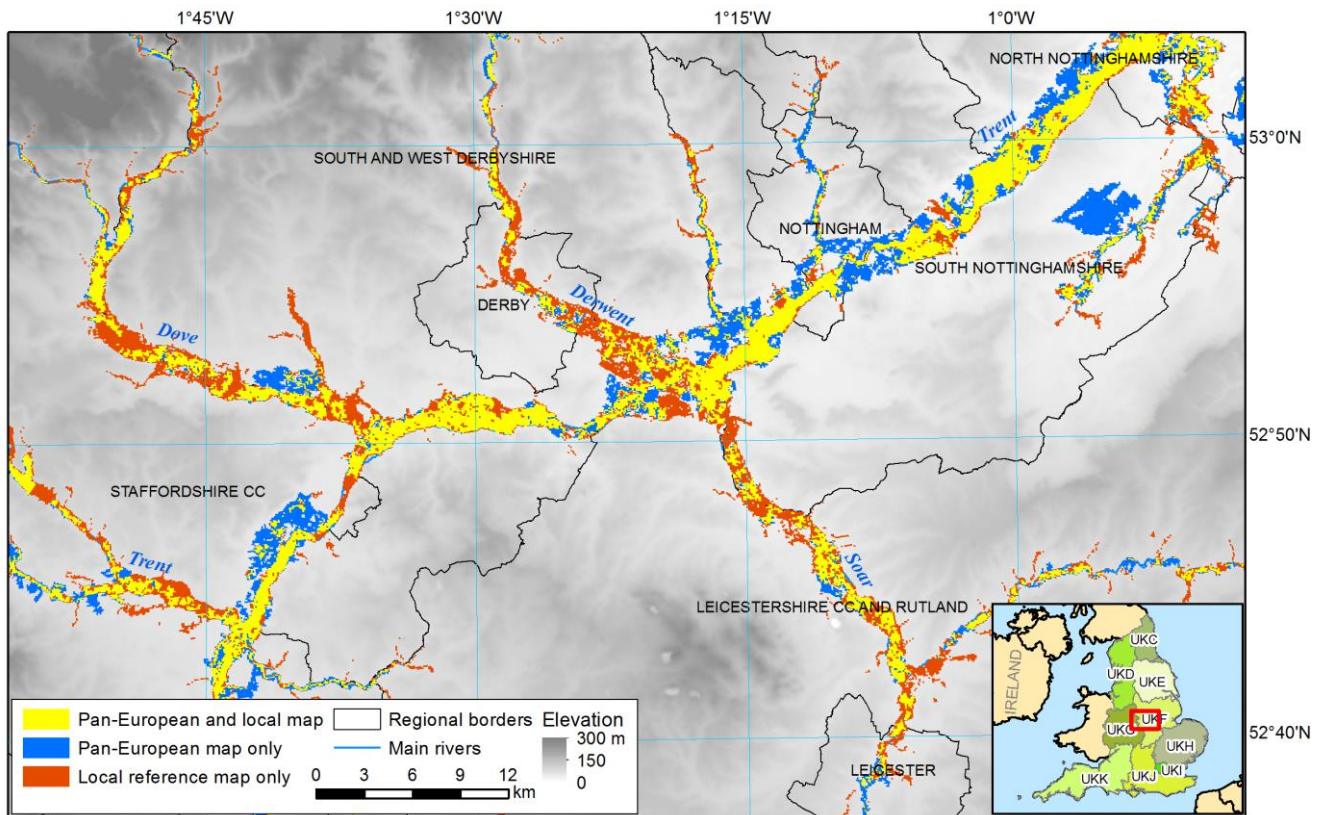 1°45'W
1°30'W
1°15'W
1°0'W
NORTH NOTTINGHAMSHIRE
Trent
53°0'N
SOUTH AND WEST DERBYSHIRE
NOTTINGHAM
SOUTH NOTTINGHAMSHIRE
DERBY
Derwent
Dove
52°50'N
STAFFORDSHIRE CC
Trent
Soar
LEICESTERSHIRE CC AND RUTLAND
LEICESTER
52°40'N
Pan-European and local map
Pan-European map only
Local reference map only
Regional borders
Main rivers
0 3 6 9 12
km
Elevation
300 m
150
0
IRELAND
UKC
UKD
UKE
UKF
UKG
UKH
UKI
UKJ
UKK